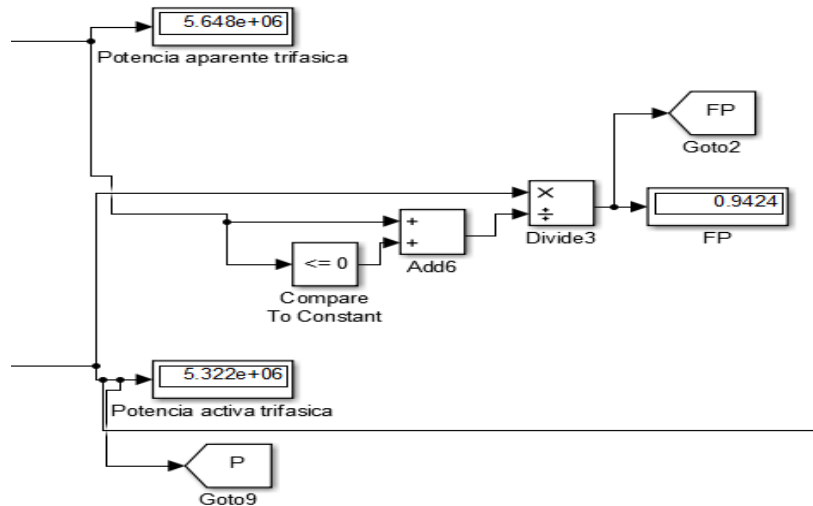 5.648e+06
Potencia aparente trifasica
FP
Goto2
×
÷
Divide3
0.9424
FP
+
+
Add6
<= 0
Compare
To Constant
5.322e+06
Potencia activa trifasica
P
Goto9